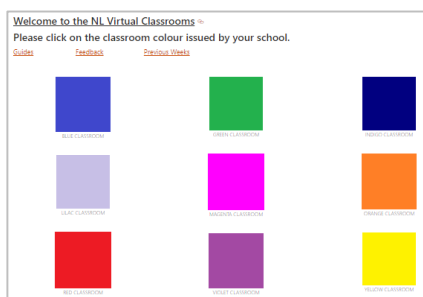 Welcome to the NL Virtual Classrooms
Please click on the classroom colour issued by your school.
Guides Feedback Previous Weeks
BLUE CLASSROOM GREEN CLASSROOM INDIGO CLASSROOM
LILAC CLASSROOM MAGENTA CLASSROOM ORANGE CLASSROOM
RED CLASSROOM VIOLET CLASSROOM YELLOW CLASSROOM